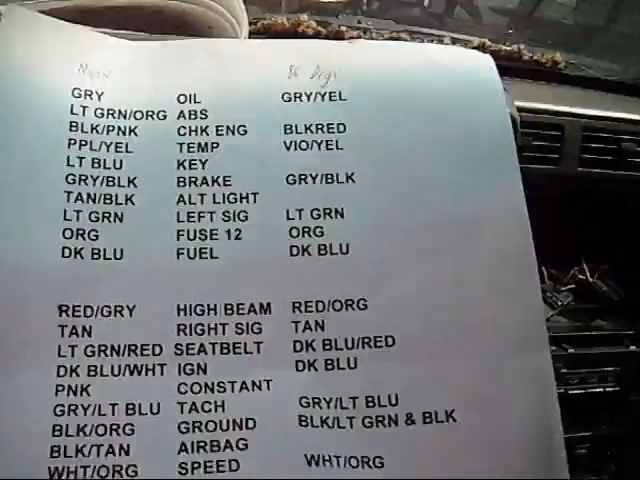 GRY OIL GRY/YEL
LT GRN/ORG ABS
BLK/PNK CHK ENG BLKRED
PPL/YEL TEMP VIO/YEL
LT BLU KEY
GRY/BLK BRAKE GRY/BLK
TAN/BLK ALT LIGHT
LT GRN LEFT SIG LT GRN
ORG FUSE 12 ORG
DK BLU FUEL DK BLU
RED/GRY HIGH BEAM RED/ORG
TAN RIGHT SIG TAN
LT GRN/RED SEATBELT DK BLU/RED
DK BLU/WHT IGN DK BLU
PNK CONSTANT
GRY/LT BLU TACH GRY/LT BLU
BLK/ORG GROUND BLK/LT GRN & BLK
BLK/TAN AIRBAG
WHT/ORG SPEED WHT/ORG